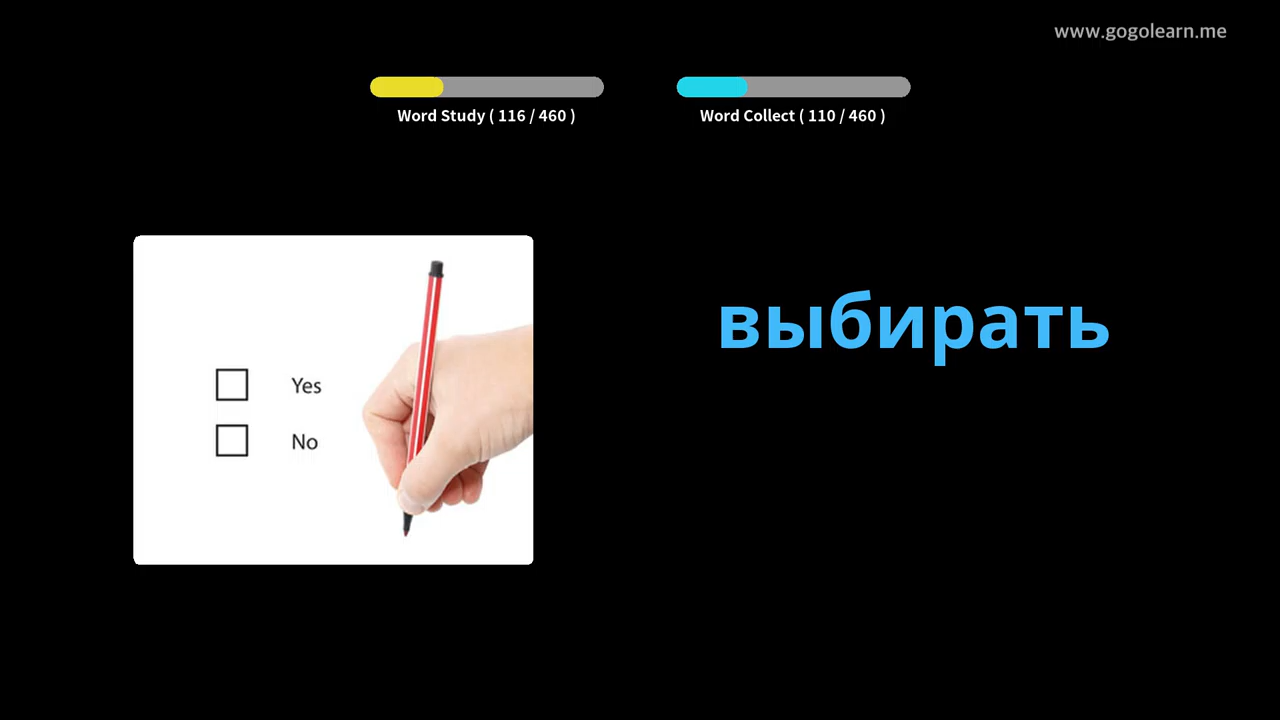 www.gogolearn.me
Word Study ( 116 / 460 )
Word Collect ( 110 / 460 )
Yes
No
выбирать